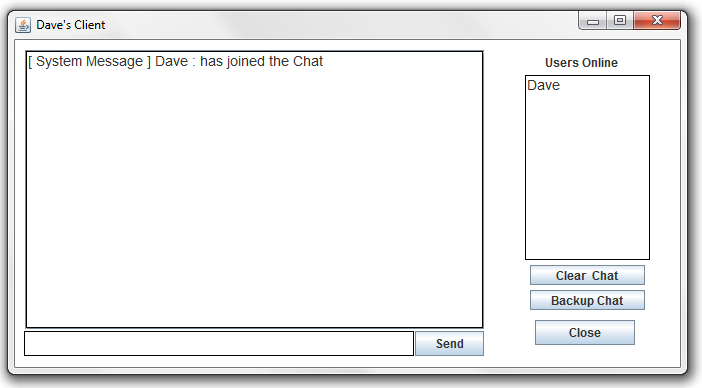 Dave's Client
[ System Message ] Dave : has joined the Chat
Users Online
Dave
Clear Chat
Backup Chat
Send
Close